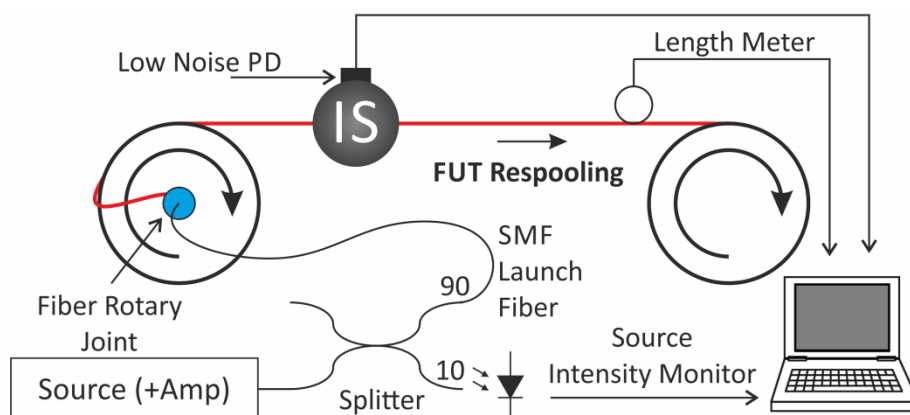 Low Noise PD
IS
Length Meter
FUT Respooling
SMF
Launch
Fiber
90
Fiber Rotary
Joint
Source (+Amp)
Splitter
10
Source
Intensity Monitor